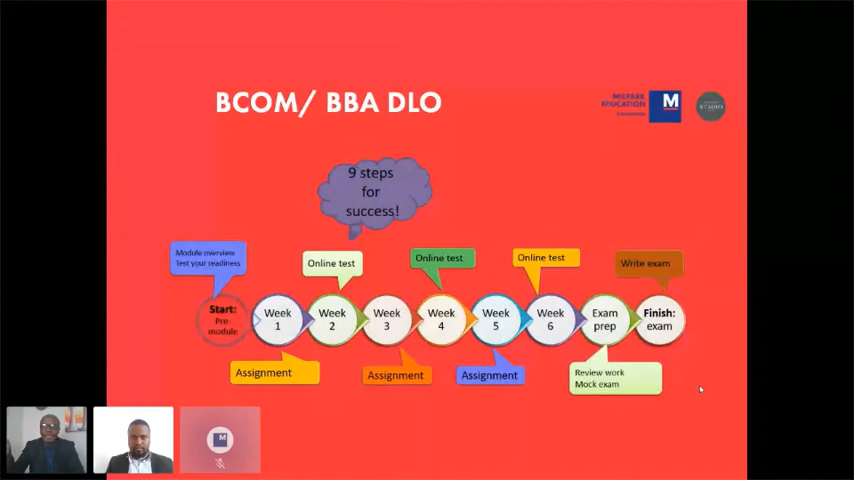 BCOM/ BBA DLO
MILPARK
EDUCATION
M
STADIO
9 steps
for
success!
Module overview
Test your readiness
Online test
Online test
Online test
Write exam
Start:
Pre-
module
Week
1
Week
2
Week
3
Week
4
Week
5
Week
6
Exam
prep
Finish:
exam
Assignment
Assignment
Assignment
Review work
Mock exam
M